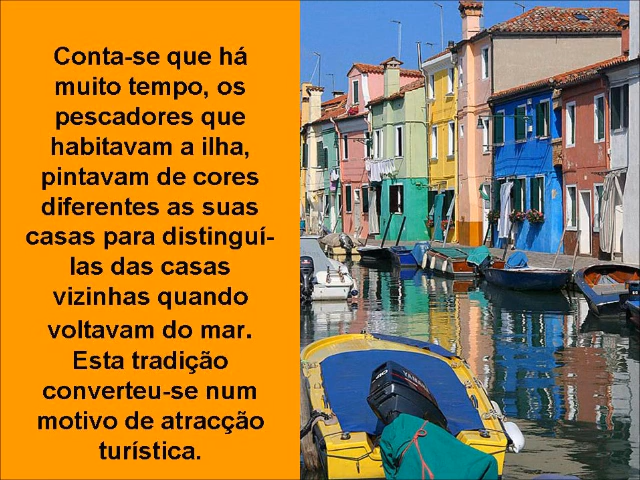 Conta-se que há
muito tempo, os
pescadores que
habitavam a ilha,
pintavam de cores
diferentes as suas
casas para distinguí-
las das casas
vizinhas quando
voltavam do mar.
Esta tradição
converteu-se num
motivo de atracção
turística.
YAMAHA